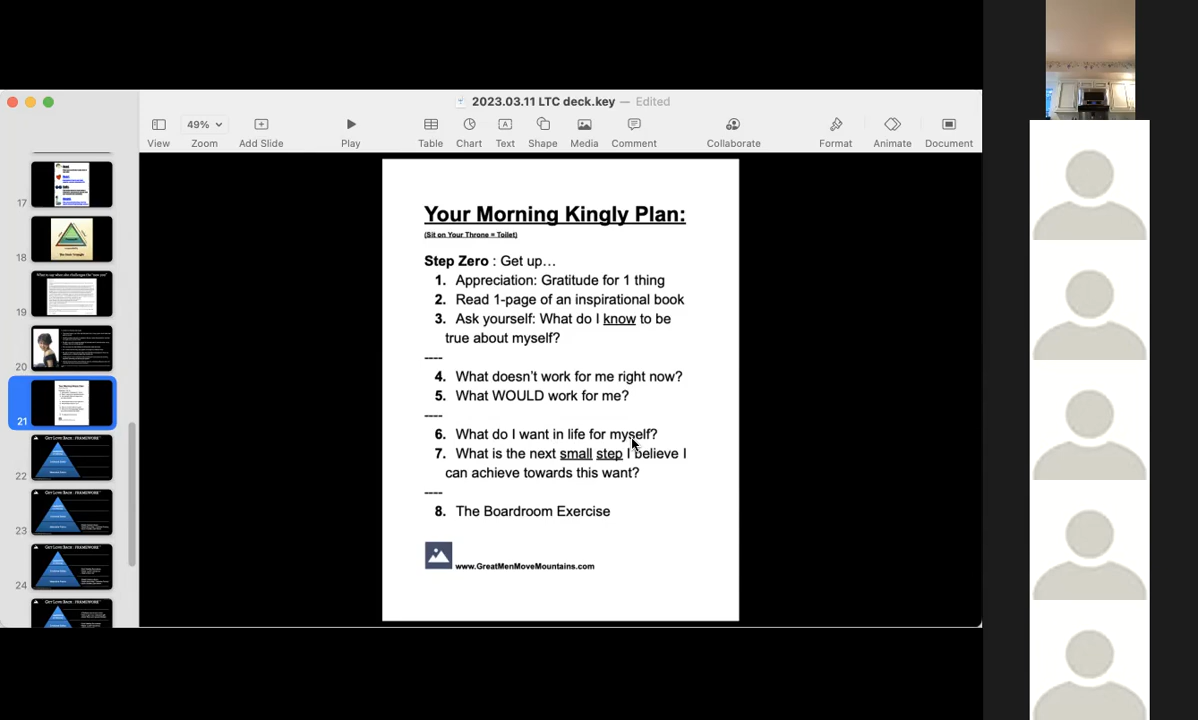 2023.03.11 LTC deck.key — Edited
49%
View
Zoom
Add Slide
Play
Table
Chart
Text
Shape
Media
Comment
Collaborate
Format
Animate
Document
17
18
19
20
21
22
23
24
Your Morning Kingly Plan:
(Sit on Your Throne = Toilet)
Step Zero : Get up…
1. Appreciation: Gratitude for 1 thing
2. Read 1-page of an inspirational book
3. Ask yourself: What do I know to be
true about myself?
----
4. What doesn’t work for me right now?
5. What WOULD work for me?
----
6. What do I want in life for myself?
7. What is the next small step I believe I
can achieve towards this want?
----
8. The Boardroom Exercise
www.GreatMenMoveMountains.com